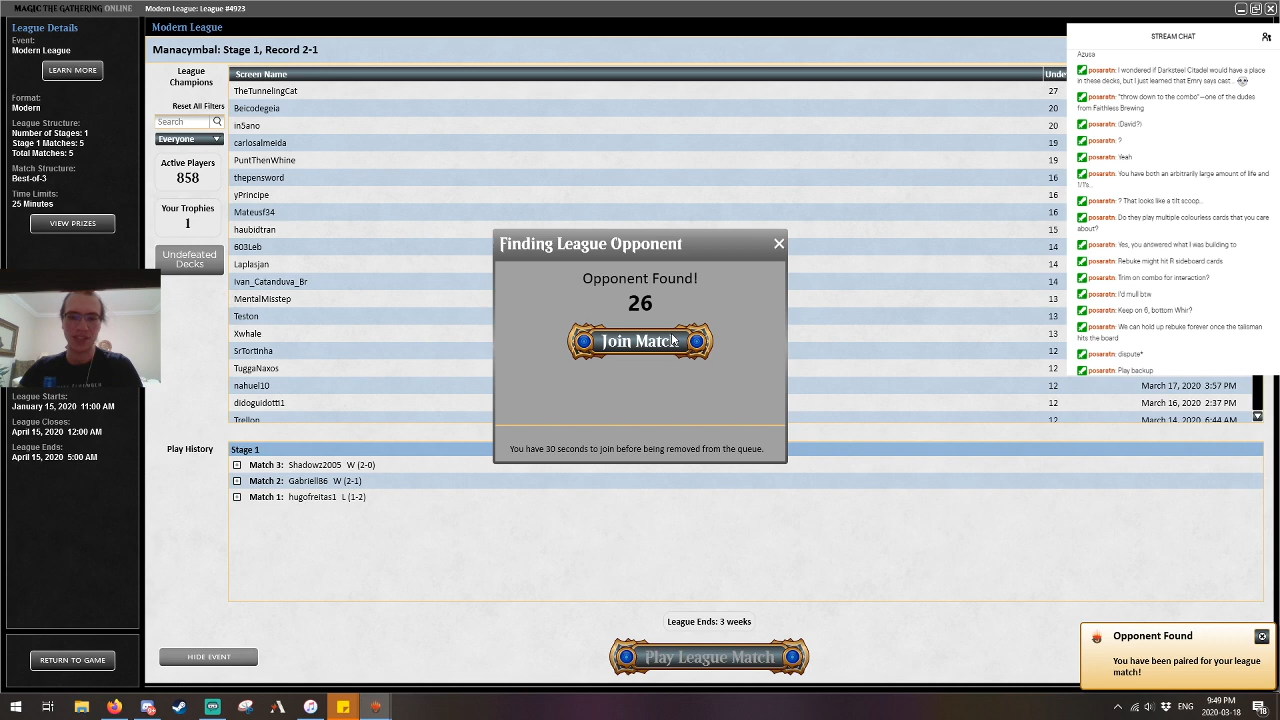 MAGIC THE GATHERING ONLINE
Modern League: League #4923
League Details
Event:
Modern League
LEARN MORE
Format:
Modern
League Structure:
Number of Stages: 1
Stage 1 Matches: 5
Total Matches: 5
Match Structure:
Best-of-3
Time Limits:
25 Minutes
VIEW PRIZES
League Starts:
January 15, 2020 11:00 AM
League Closes:
April 15, 2020 12:00 AM
League Ends:
April 15, 2020 5:00 AM
RETURN TO GAME
Modern League
Manacymbal: Stage 1, Record 2-1
League
Champions
Reset All Filters
Search
Everyone
Active Players
858
Your Trophies
1
Undefeated
Decks
Screen Name
Unde
TheTunnelingCat 27
Beicodegeia 20
in5ano 20
carlosalmeida 19
PuntThenWhine 19
thepensword 16
yPrincipe 16
Mateusf34 16
haubidtran 15
603Leb 14
Laplasjan 14
Ivan_Catanduva_Br 14
MentalMisstep 13
Teston 13
Xwhale 13
SrTortinha 12
TuggaNaxos 12
nahuel10 12 March 17, 2020 3:57 PM
didoguidotti1 12 March 16, 2020 2:37 PM
Trellon 12 March 14, 2020 6:44 AM
Finding League Opponent
Opponent Found!
26
Join Match
You have 30 seconds to join before being removed from the queue.
Play History
Stage 1
Match 3: Shadowz2005 W (2-0)
Match 2: Gabriell86 W (2-1)
Match 1: hugofreitas1 L (1-2)
League Ends: 3 weeks
HIDE EVENT
Play League Match
STREAM CHAT
Azusa
posaratn: I wondered if Darksteel Citadel would have a place
in these decks, but I just learned that Emry says cast..
posaratn: "throw down to the combo"—one of the dudes
from Faithless Brewing
posaratn: (David?)
posaratn: ?
posaratn: Yeah
posaratn: You have both an arbitrarily large amount of life and
1/1's..
posaratn: ? That looks like a tilt scoop...
posaratn: Do they play multiple colourless cards that you care
about?
posaratn: Yes, you answered what I was building to
posaratn: Rebuke might hit R sideboard cards
posaratn: Trim on combo for interaction?
posaratn: I'd mull btw
posaratn: Keep on 6, bottom Whir?
posaratn: We can hold up rebuke forever once the talisman
hits the board
posaratn: dispute*
posaratn: Play backup
Opponent Found
You have been paired for your league
match!
ENG
9:49 PM
2020-03-18
18